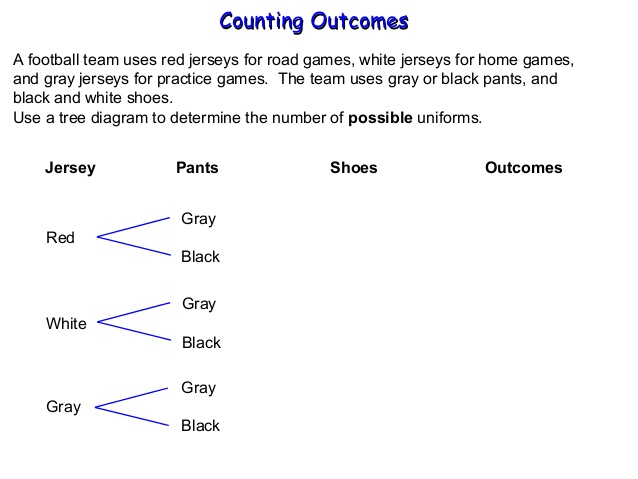 Counting Outcomes
A football team uses red jerseys for road games, white jerseys for home games,
and gray jerseys for practice games.  The team uses gray or black pants, and
black and white shoes.
Use a tree diagram to determine the number of possible uniforms.
Jersey Pants Shoes Outcomes
Gray
Red
Black
Gray
White
Black
Gray
Gray
Black